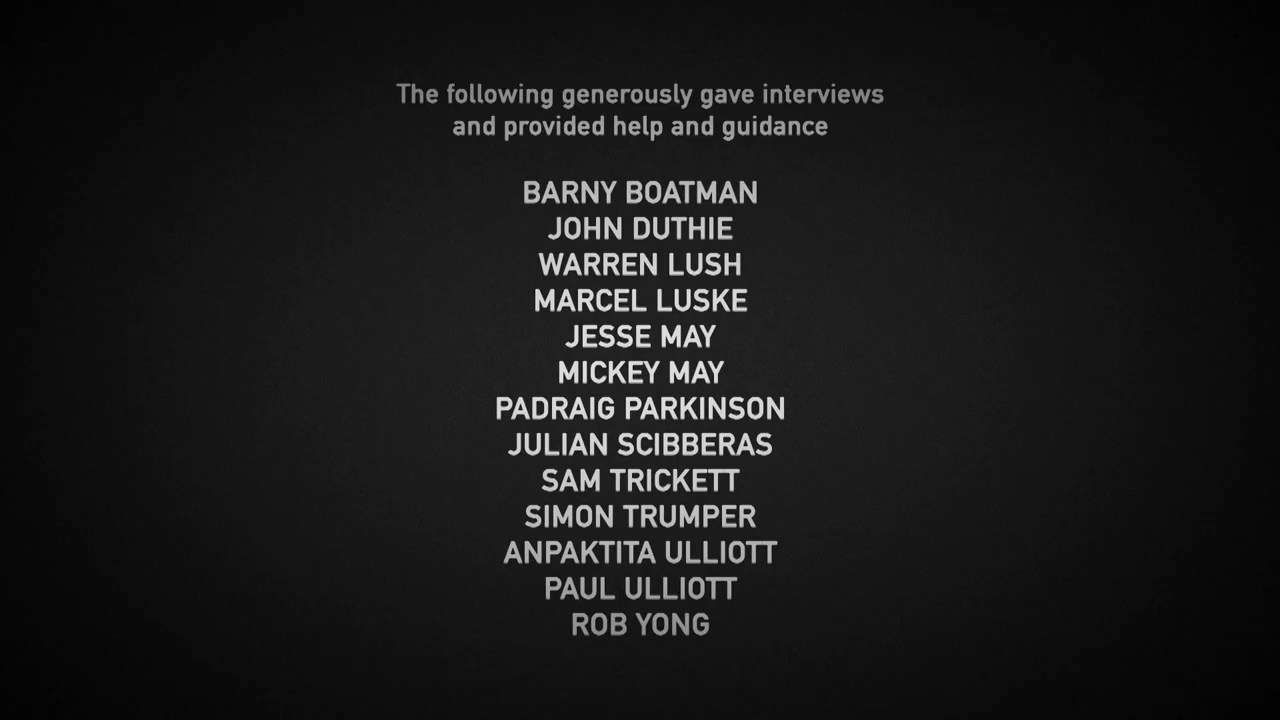 The following generously gave interviews
and provided help and guidance
BARNY BOATMAN
JOHN DUTHIE
WARREN LUSH
MARCEL LUSKE
JESSE MAY
MICKEY MAY
PADRAIG PARKINSON
JULIAN SCIBBERAS
SAM TRICKETT
SIMON TRUMPER
ANPAKTITA ULLIOTT
PAUL ULLIOTT
ROB YONG